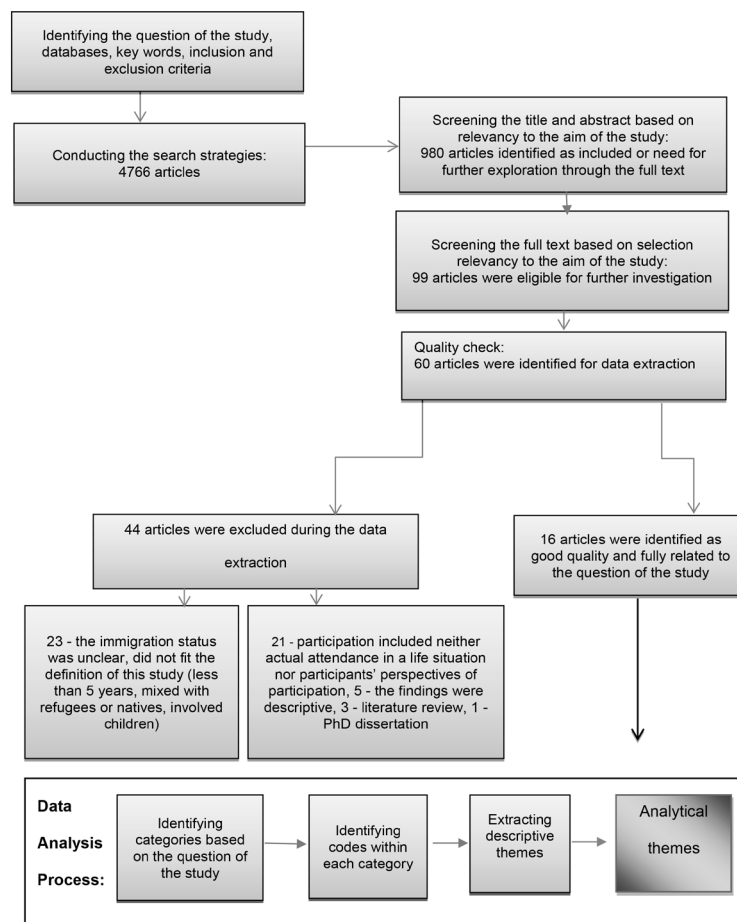 Identifying the question of the study,
databases, key words, inclusion and
exclusion criteria
Conducting the search strategies:
4766 articles
Screening the title and abstract based on
relevancy to the aim of the study:
980 articles identified as included or need for
further exploration through the full text
Screening the full text based on selection
relevancy to the aim of the study:
99 articles were eligible for further investigation
Quality check:
60 articles were identified for data extraction
44 articles were excluded during the data
extraction
16 articles were identified as
good quality and fully related to
the question of the study
23 - the immigration status
was unclear, did not fit the
definition of this study (less
than 5 years, mixed with
refugees or natives, involved
children)
21 - participation included neither
actual attendance in a life situation
nor participants’ perspectives of
participation, 5 - the findings were
descriptive, 3 - literature review, 1 -
PhD dissertation
Data
Analysis
Process:
Identifying
categories based
on the question of
the study
Identifying
codes within
each category
Extracting
descriptive
themes
Analytical
themes